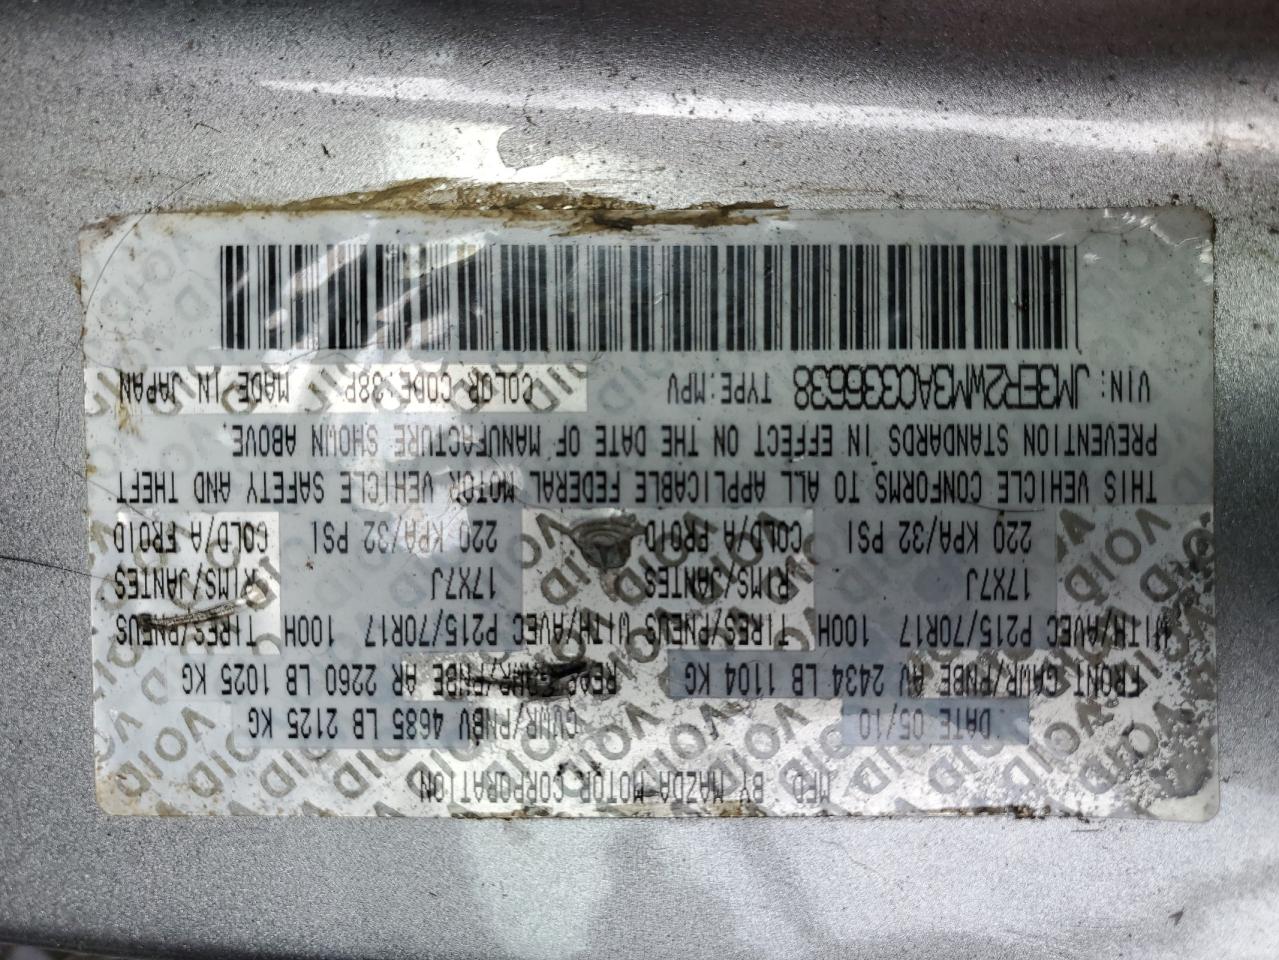 MFD BY MAZDA MOTOR CORPORATION
DATE :05/10 GVWR/PNBV 4685 LB 2125 KG
FRONT GAWR/PNBE AV 2434 LB 1104 KG REAR GAWR/PNBE AR 2260 LB 1025 KG
WITH/AVEC P215/70R17 100H TIRES/PNEUS WITH/AVEC P215/70R17 100H TIRES/PNEUS
17X7J RIMS/JANTES 17X7J RIMS/JANTES
220 KPA/32 PSI COLD/A FROID 220 KPA/32 PSI COLD/A FROID
THIS VEHICLE CONFORMS TO ALL APPLICABLE FEDERAL MOTOR VEHICLE SAFETY AND THEFT
PREVENTION STANDARDS IN EFFECT ON THE DATE OF MANUFACTURE SHOWN ABOVE.
VIN: JM3ER2WM3A0336638 TYPE:MPV COLOR CODE:38P MADE IN JAPAN